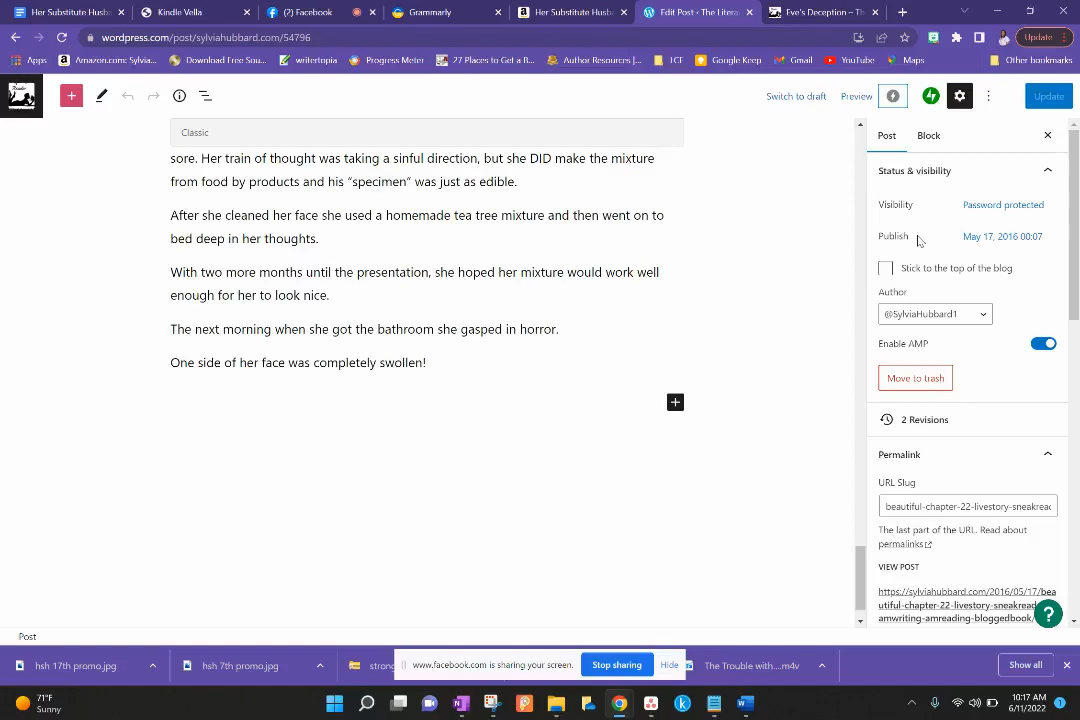 Her Substitute Husb
Kindle Vella
(2) Facebook
Grammarly
Her Substitute Husb
Edit Post ‹ The Litera
Eve's Deception – Th
wordpress.com/post/sylviahubbard.com/54796
Update
Apps
Amazon.com: Sylvia...
Download Free Sou...
writertopia
Progress Meter
27 Places to Get a B...
Author Resources |...
Google Keep
Gmail
YouTube
Maps
Other bookmarks
Switch to draft
Preview
Update
Classic
Post
Block
sore. Her train of thought was taking a sinful direction, but she DID make the mixture
from food by products and his “specimen” was just as edible.
After she cleaned her face she used a homemade tea tree mixture and then went on to
bed deep in her thoughts.
With two more months until the presentation, she hoped her mixture would work well
enough for her to look nice.
The next morning when she got the bathroom she gasped in horror.
One side of her face was completely swollen!
Status & visibility
Visibility
Password protected
Publish
May 17, 2016 00:07
Stick to the top of the blog
Author
@SylviaHubbard1
Enable AMP
Move to trash
2 Revisions
Permalink
URL Slug
beautiful-chapter-22-livestory-sneakread
The last part of the URL. Read about
permalinks
VIEW POST
https://sylviahubbard.com/2016/05/17/bea
utiful-chapter-22-livestory-sneakread
amwriting-amreading-bloggedbook/
Post
hsh 17th promo.jpg
hsh 7th promo.jpg
www.facebook.com is sharing your screen.
Stop sharing
Hide
The Trouble with....m4v
Show all
71°F
Sunny
10:17 AM
6/11/2022